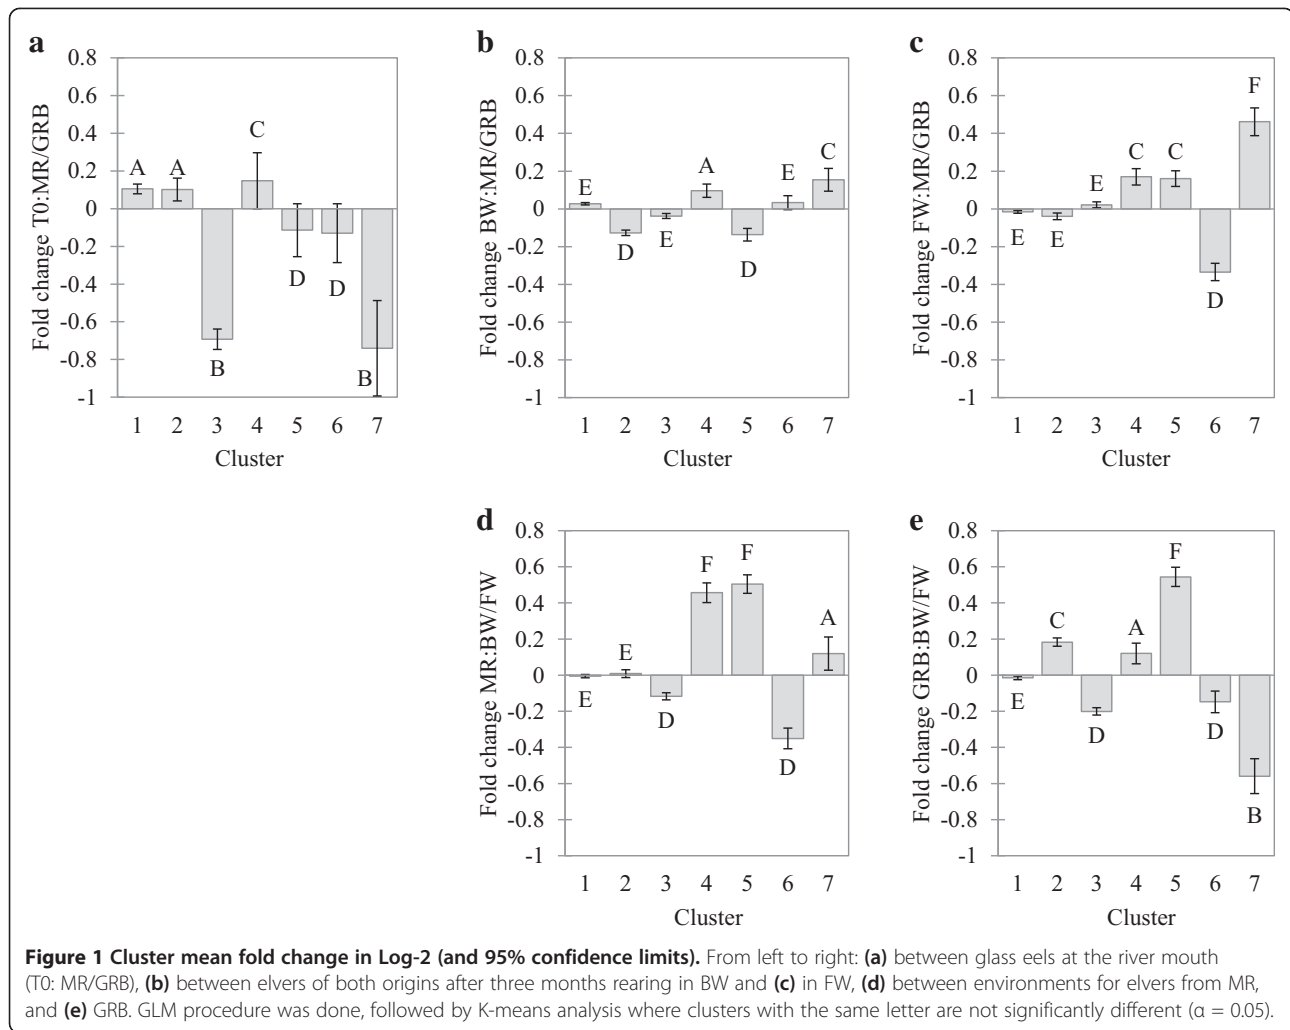 a
0.8
0.6
0.4
0.2
0
-0.2
-0.4
-0.6
-0.8
-1
Fold change T0:MR/GRB
A
A
B
C
D
D
B
1 2 3 4 5 6 7
Cluster
b
0.8
0.6
0.4
0.2
0
-0.2
-0.4
-0.6
-0.8
-1
Fold change BW:MR/GRB
E
D
E
A
D
E
C
1 2 3 4 5 6 7
Cluster
c
0.8
0.6
0.4
0.2
0
-0.2
-0.4
-0.6
-0.8
-1
Fold change FW:MR/GRB
E
E
E
C
C
D
F
1 2 3 4 5 6 7
Cluster
d
0.8
0.6
0.4
0.2
0
-0.2
-0.4
-0.6
-0.8
-1
Fold change MR:BW/FW
E
E
D
F
F
D
A
1 2 3 4 5 6 7
Cluster
e
0.8
0.6
0.4
0.2
0
-0.2
-0.4
-0.6
-0.8
-1
Fold change GRB:BW/FW
E
C
D
A
F
D
B
1 2 3 4 5 6 7
Cluster
Figure 1 Cluster mean fold change in Log-2 (and 95% confidence limits). From left to right: (a) between glass eels at the river mouth
(T0: MR/GRB), (b) between elvers of both origins after three months rearing in BW and (c) in FW, (d) between environments for elvers from MR,
and (e) GRB. GLM procedure was done, followed by K-means analysis where clusters with the same letter are not significantly different (α = 0.05).